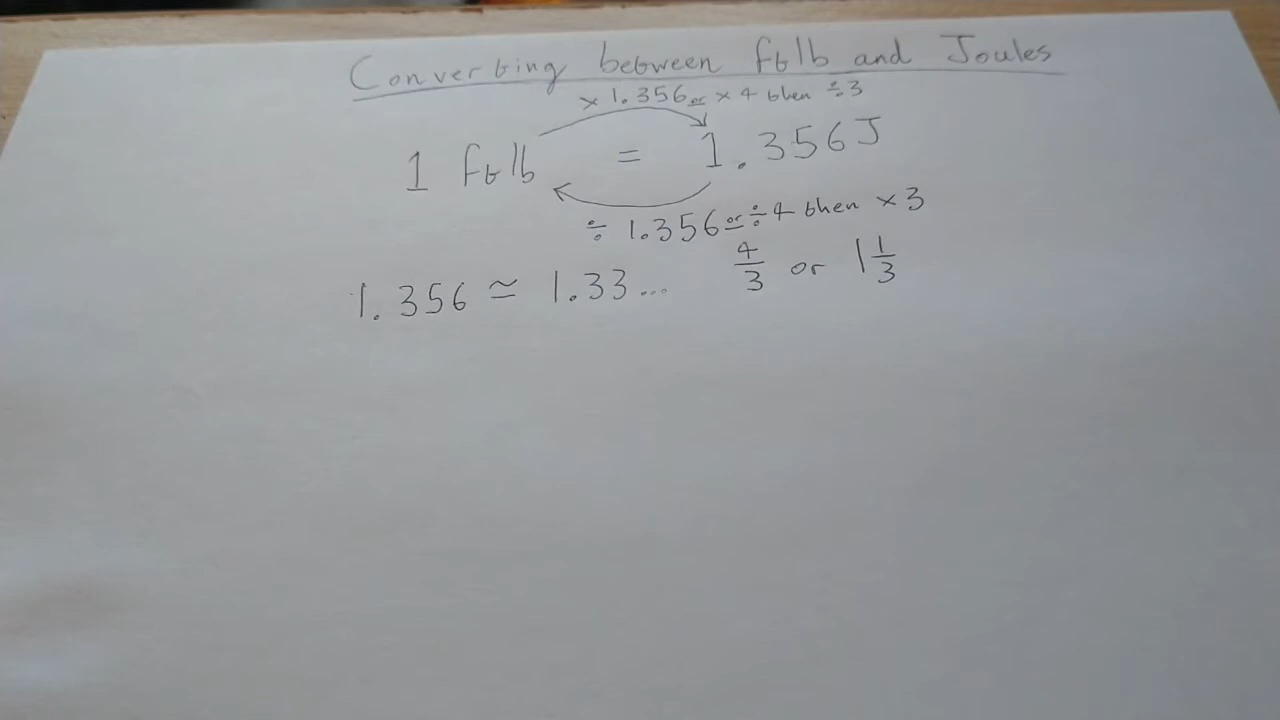 Converting between ftlb and Joules
× 1.356 or × 4 then ÷3
1 ftlb = 1.356J
÷ 1.356 or ÷4 then ×3
1.356 ≃ 1.33... 4/3 or 1 1/3